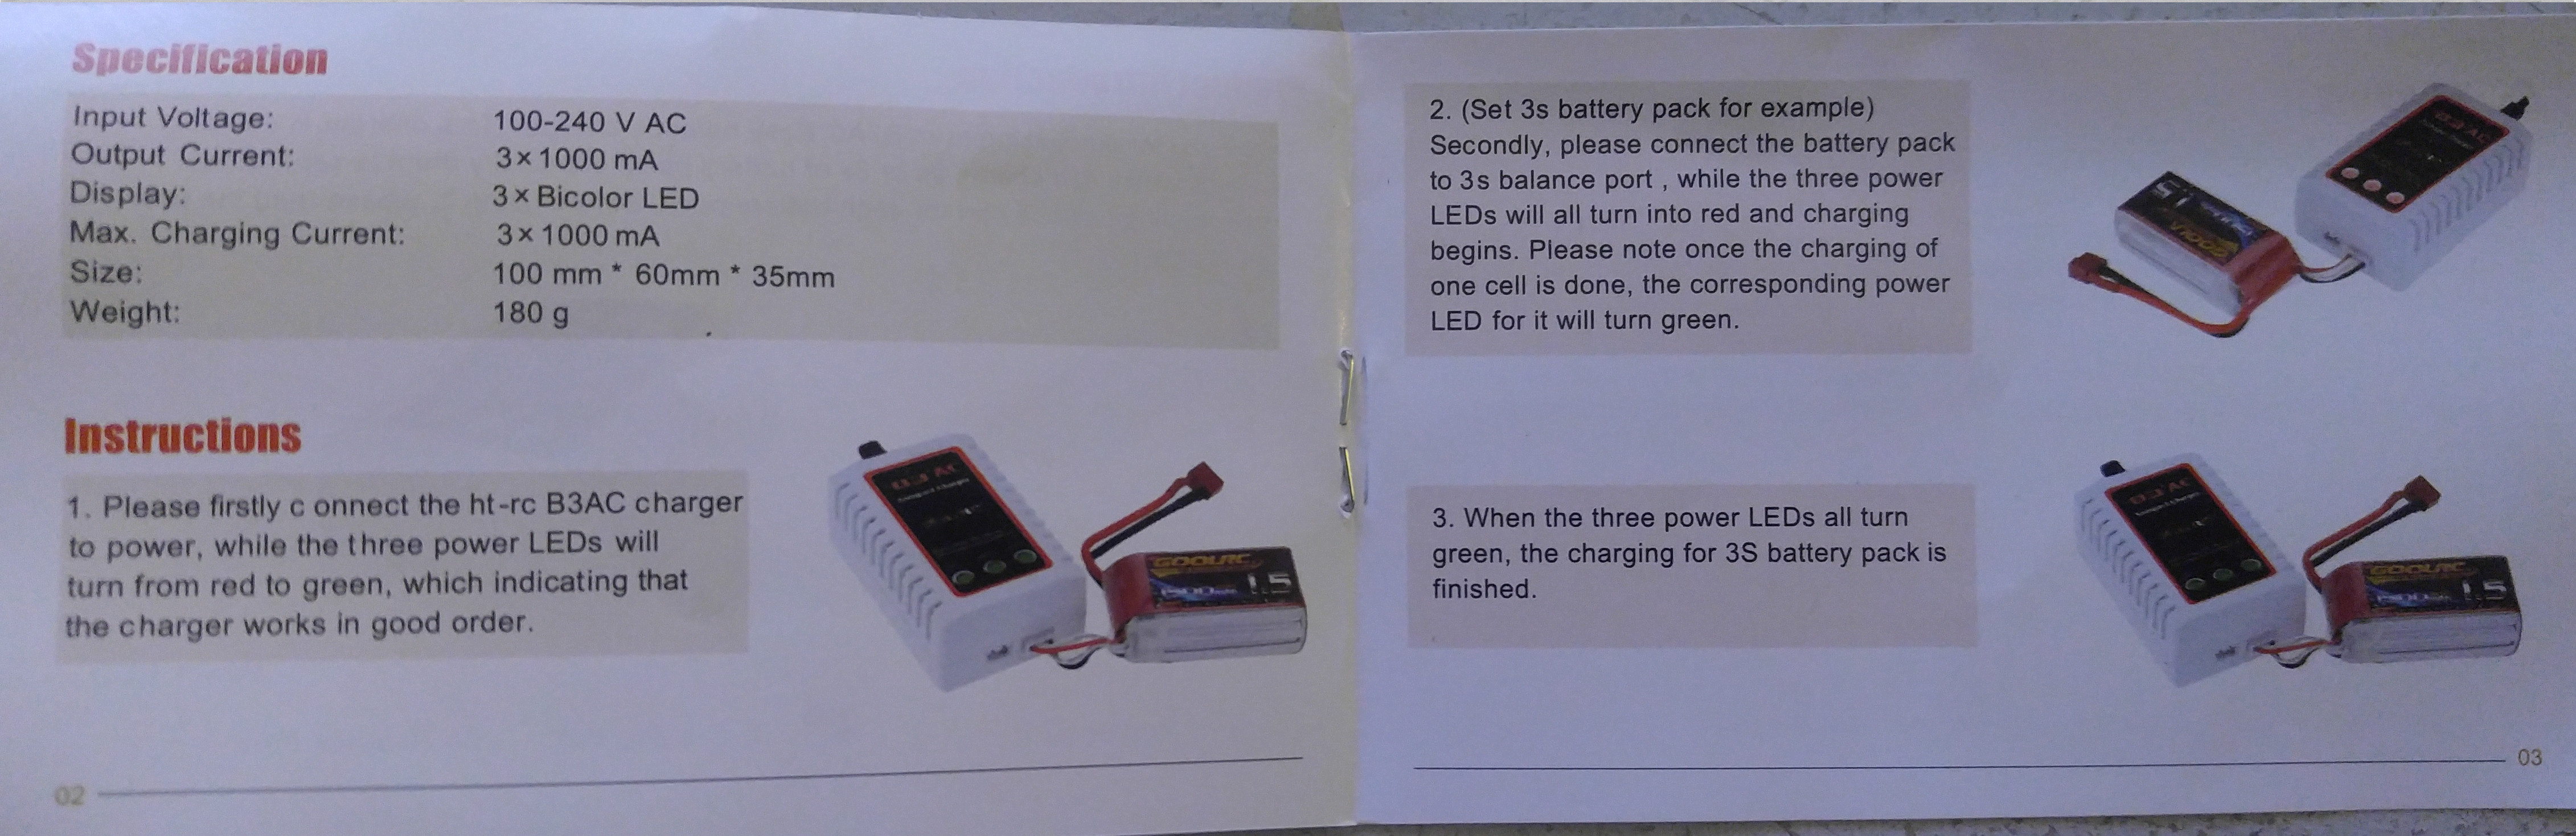 Specification
Input Voltage: 100-240 V AC
Output Current: 3×1000 mA
Display: 3×Bicolor LED
Max. Charging Current: 3×1000 mA
Size: 100 mm * 60mm * 35mm
Weight: 180 g
Instructions
1. Please firstly c onnect the ht-rc B3AC charger
to power, while the three power LEDs will
turn from red to green, which indicating that
the charger works in good order.
B3 AC
GOOLRC
1500
1.5
02
2. (Set 3s battery pack for example)
Secondly, please connect the battery pack
to 3s balance port , while the three power
LEDs will all turn into red and charging
begins. Please note once the charging of
one cell is done, the corresponding power
LED for it will turn green.
B3 AC
1.5
3. When the three power LEDs all turn
green, the charging for 3S battery pack is
finished.
B3 AC
GOOLRC
1500
1.5
03